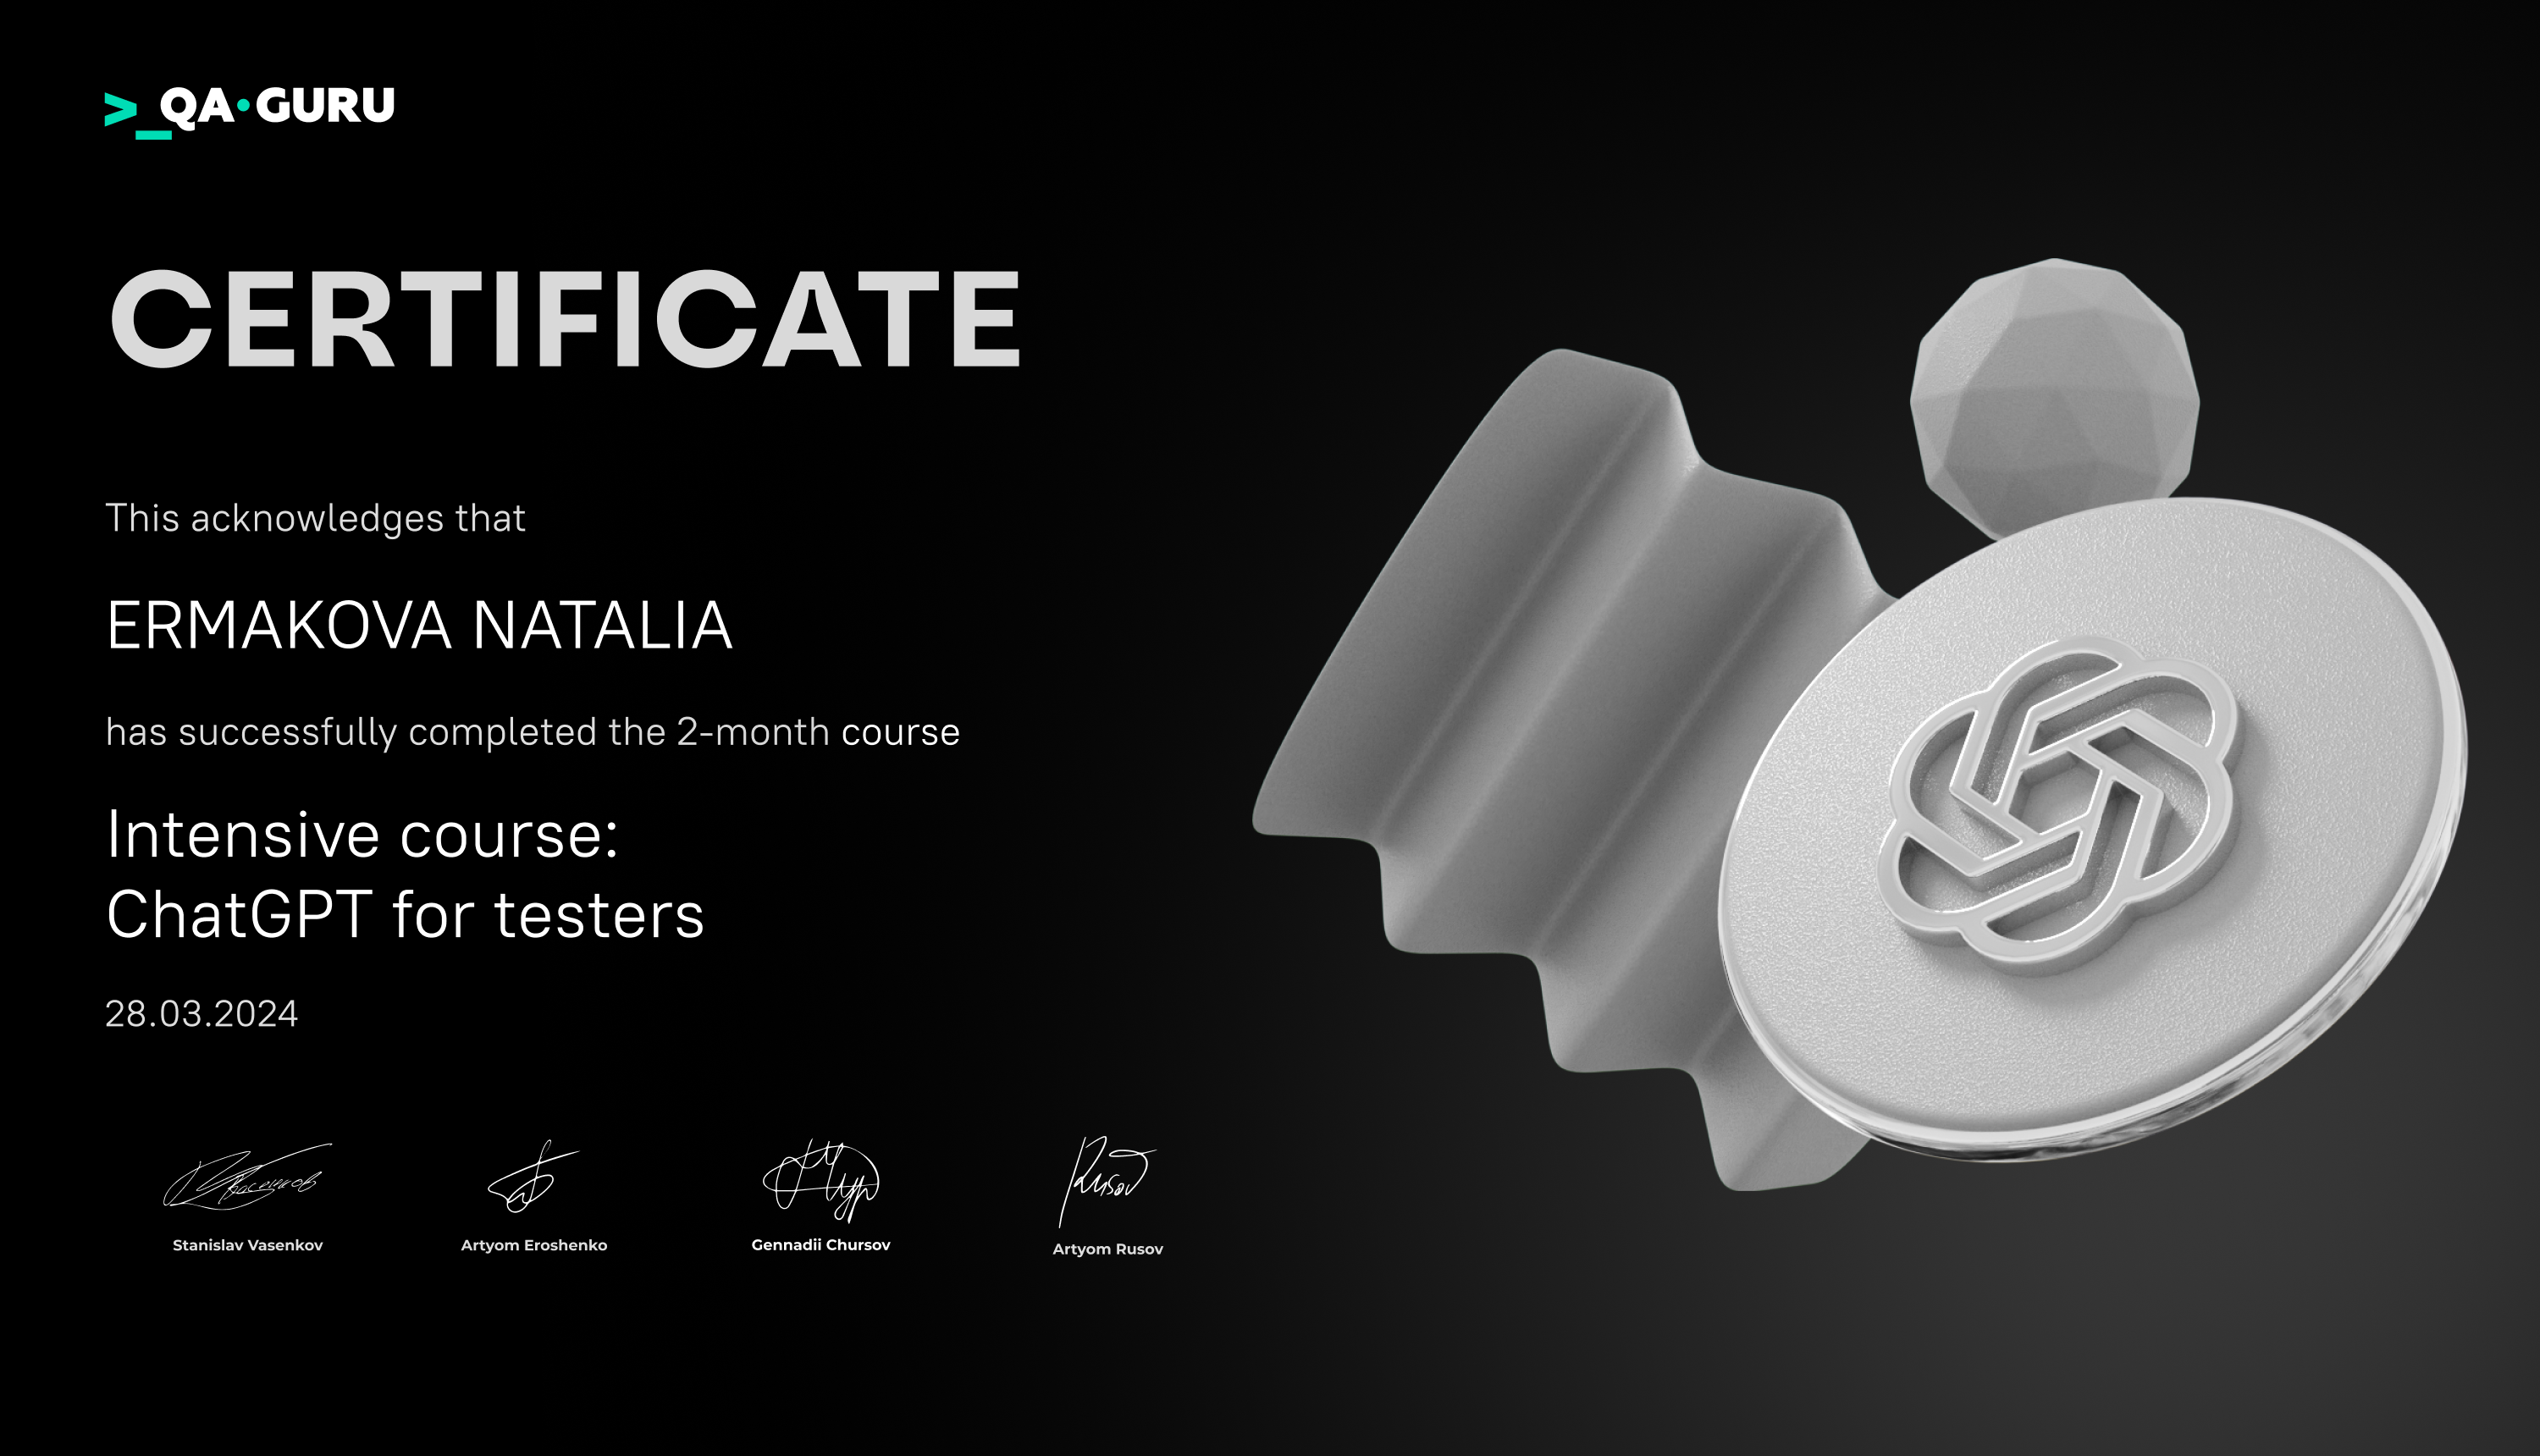 >_QA•GURU
CERTIFICATE
This acknowledges that
ERMAKOVA NATALIA
has successfully completed the 2-month course
Intensive course:
ChatGPT for testers
28.03.2024
Rusov
Stanislav Vasenkov
Artyom Eroshenko
Gennadii Chursov
Artyom Rusov